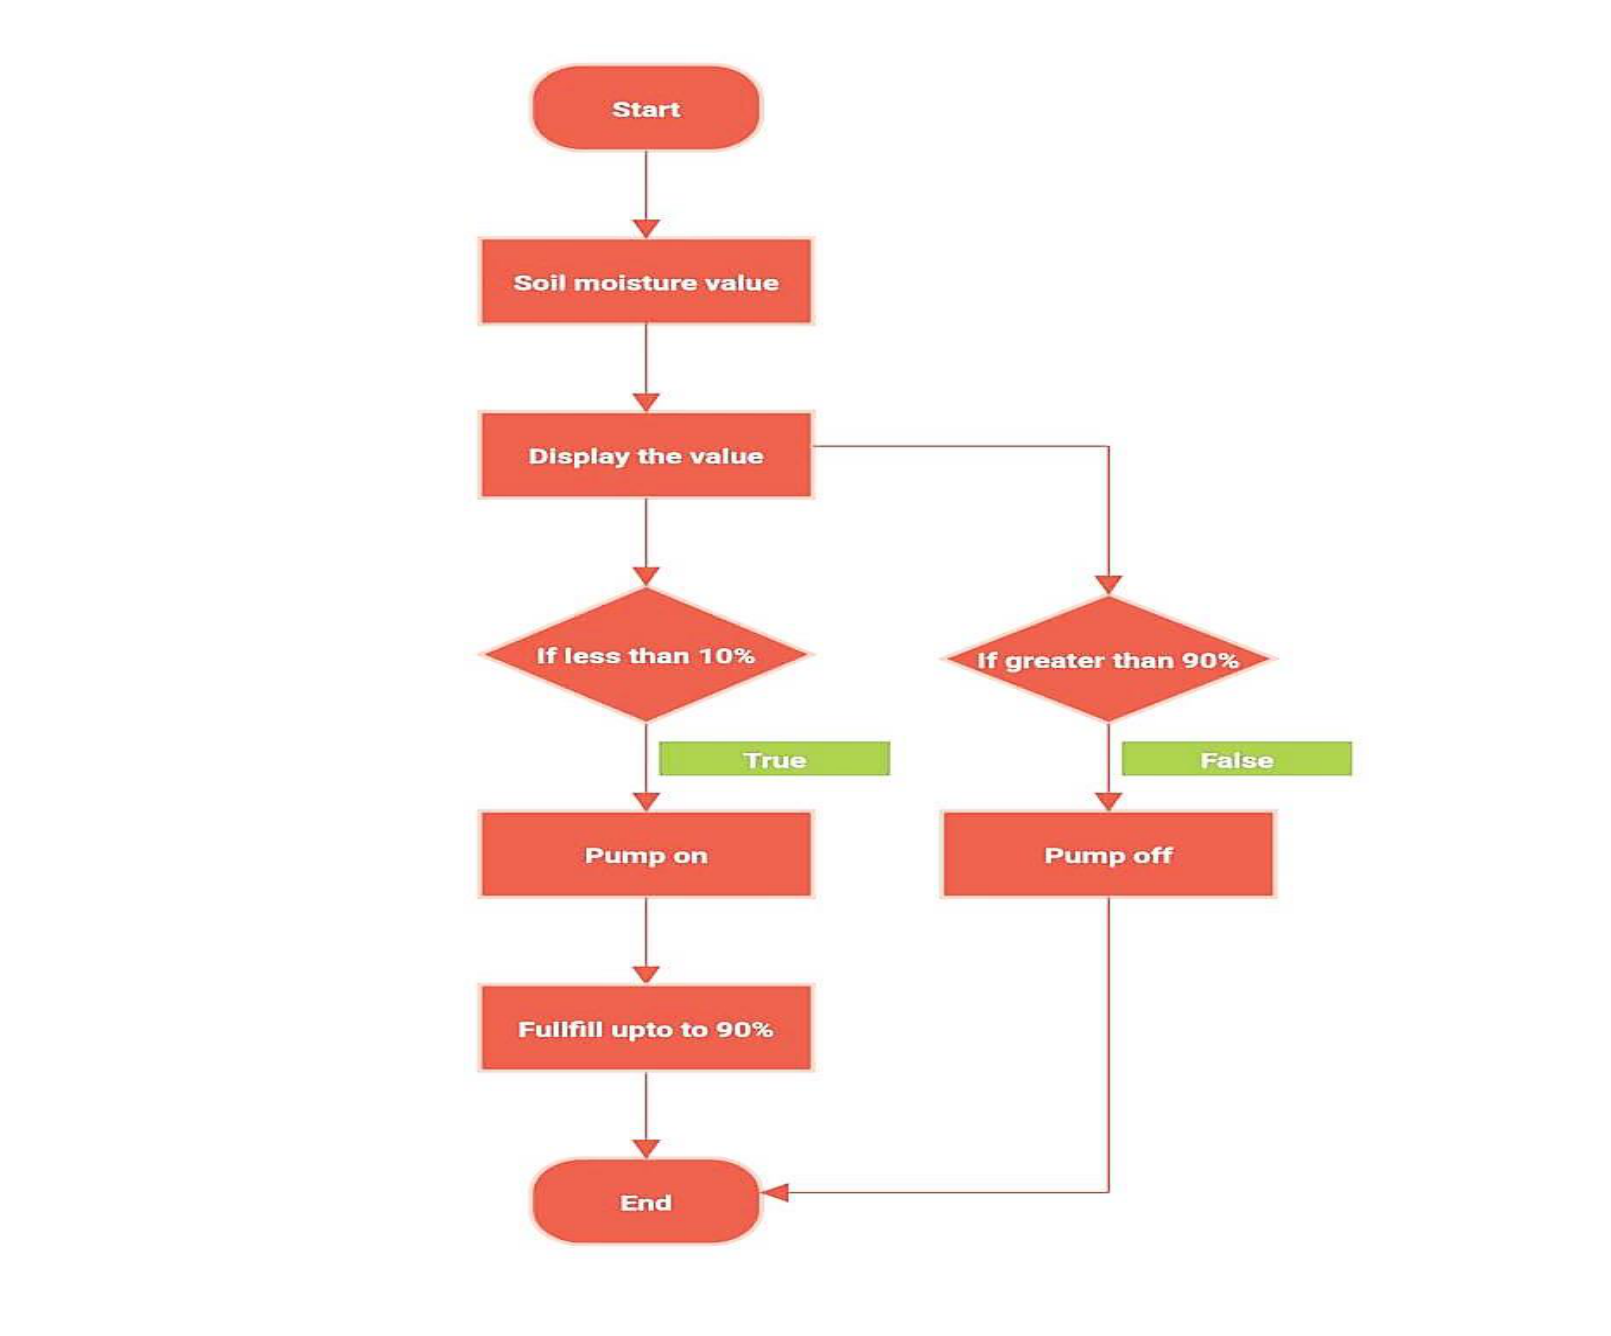 Start
Soil moisture value
Display the value
If less than 10%
If greater than 90%
True
False
Pump on
Pump off
Fullfill upto to 90%
End